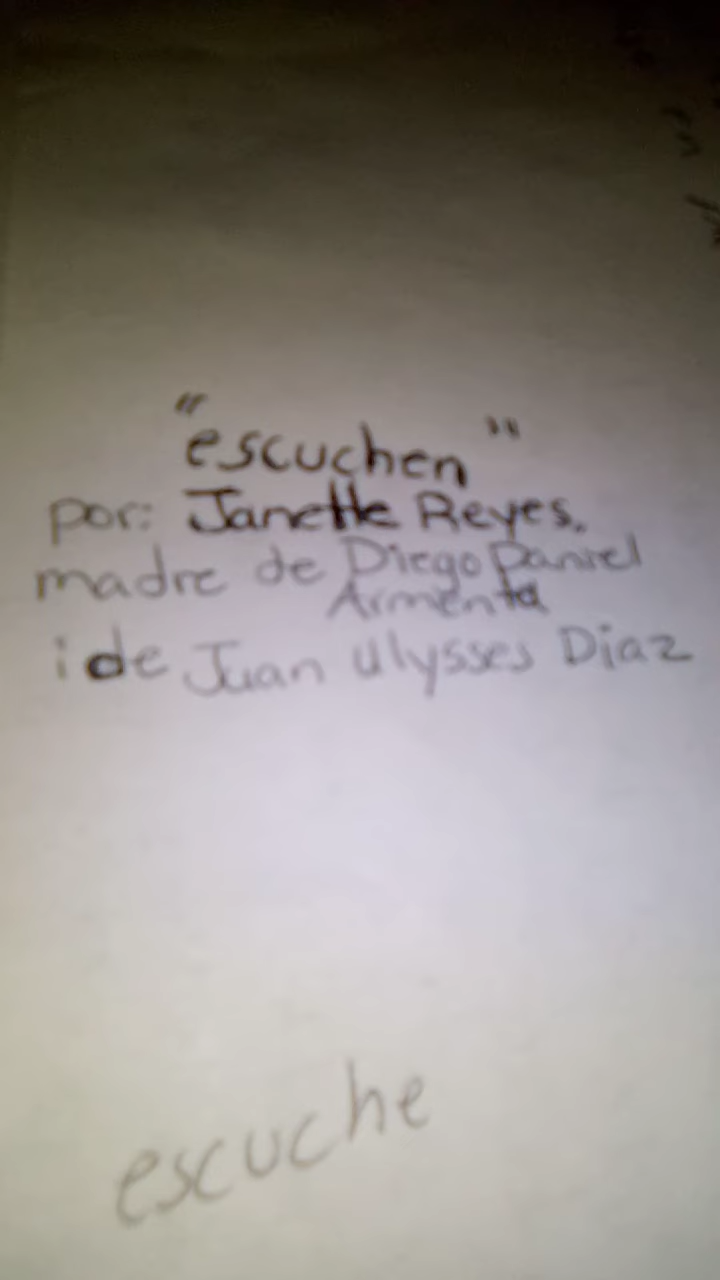 "escuchen"
por: Janette Reyes.
madre de Diego Daniel
Armenta
i de Juan Ulysses Diaz
escuche